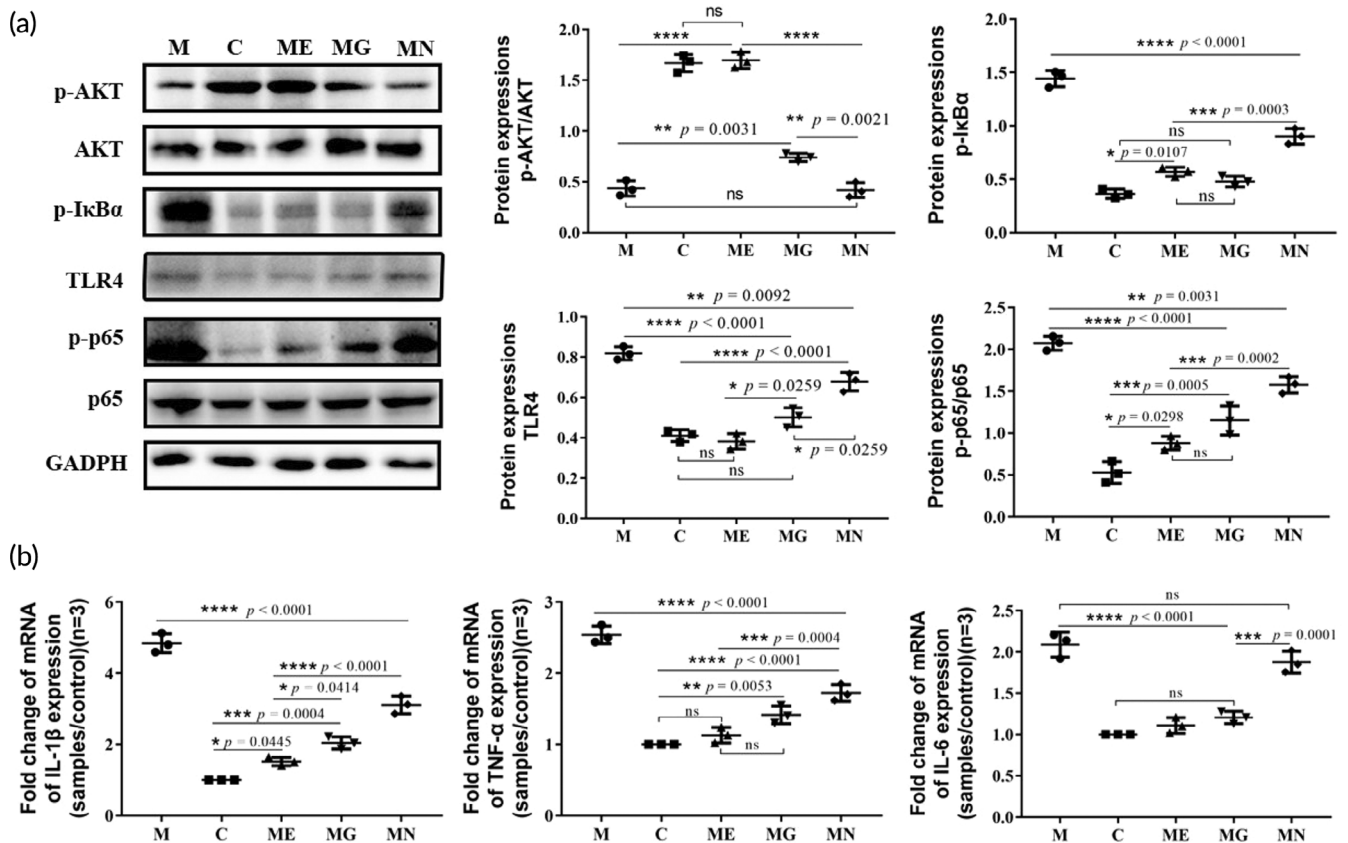 (a)
M C ME MG MN
p-AKT
AKT
p-IκBα
TLR4
p-p65
p65
GADPH
Protein expressions
p-AKT/AKT
2.0
1.5
1.0
0.5
0.0
ns
**** ****
** p = 0.0021
** p = 0.0031
ns
M C ME MG MN
Protein expressions
p-IκBα
1.5
1.0
0.5
0.0
**** p < 0.0001
*** p = 0.0003
ns
* p = 0.0107
ns
M C ME MG MN
Protein expressions
TLR4
1.0
0.8
0.6
0.4
0.2
0.0
** p = 0.0092
**** p < 0.0001
**** p < 0.0001
* p = 0.0259
* p = 0.0259
ns
ns
M C ME MG MN
Protein expressions
p-p65/p65
2.5
2.0
1.5
1.0
0.5
0.0
** p = 0.0031
**** p < 0.0001
*** p = 0.0002
*** p = 0.0005
* p = 0.0298
ns
M C ME MG MN
(b)
Fold change of mRNA
of IL-1β expression
(samples/control)(n=3)
6
4
2
0
**** p < 0.0001
**** p < 0.0001
* p = 0.0414
*** p = 0.0004
* p = 0.0445
M C ME MG MN
Fold change of mRNA
of TNF-α expression
(samples/control)(n=3)
3
2
1
0
**** p < 0.0001
*** p = 0.0004
**** p < 0.0001
** p = 0.0053
ns
ns
M C ME MG MN
Fold change of mRNA
of IL-6 expression
(samples/control)(n=3)
2.5
2.0
1.5
1.0
0.5
0.0
ns
**** p < 0.0001
*** p = 0.0001
ns
M C ME MG MN